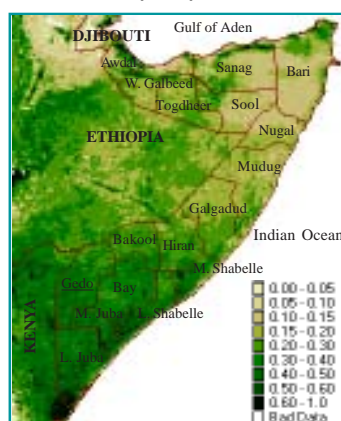 Gulf of Aden
DJIBOUTI
Awdal
Sanag
Bari
W. Galbeed
Togdheer
Sool
ETHIOPIA
Nugal
Mudug
Galgadud
Indian Ocean
Bakool
Hiran
M. Shabelle
Gedo
Bay
M. Juba
L. Shabelle
KENYA
L. Juba
0.00 - 0.05
0.05 - 0.10
0.10 - 0.15
0.15 - 0.20
0.20 - 0.30
0.30 - 0.40
0.40 - 0.50
0.50 - 0.60
0.60 - 1.0
Bad Data